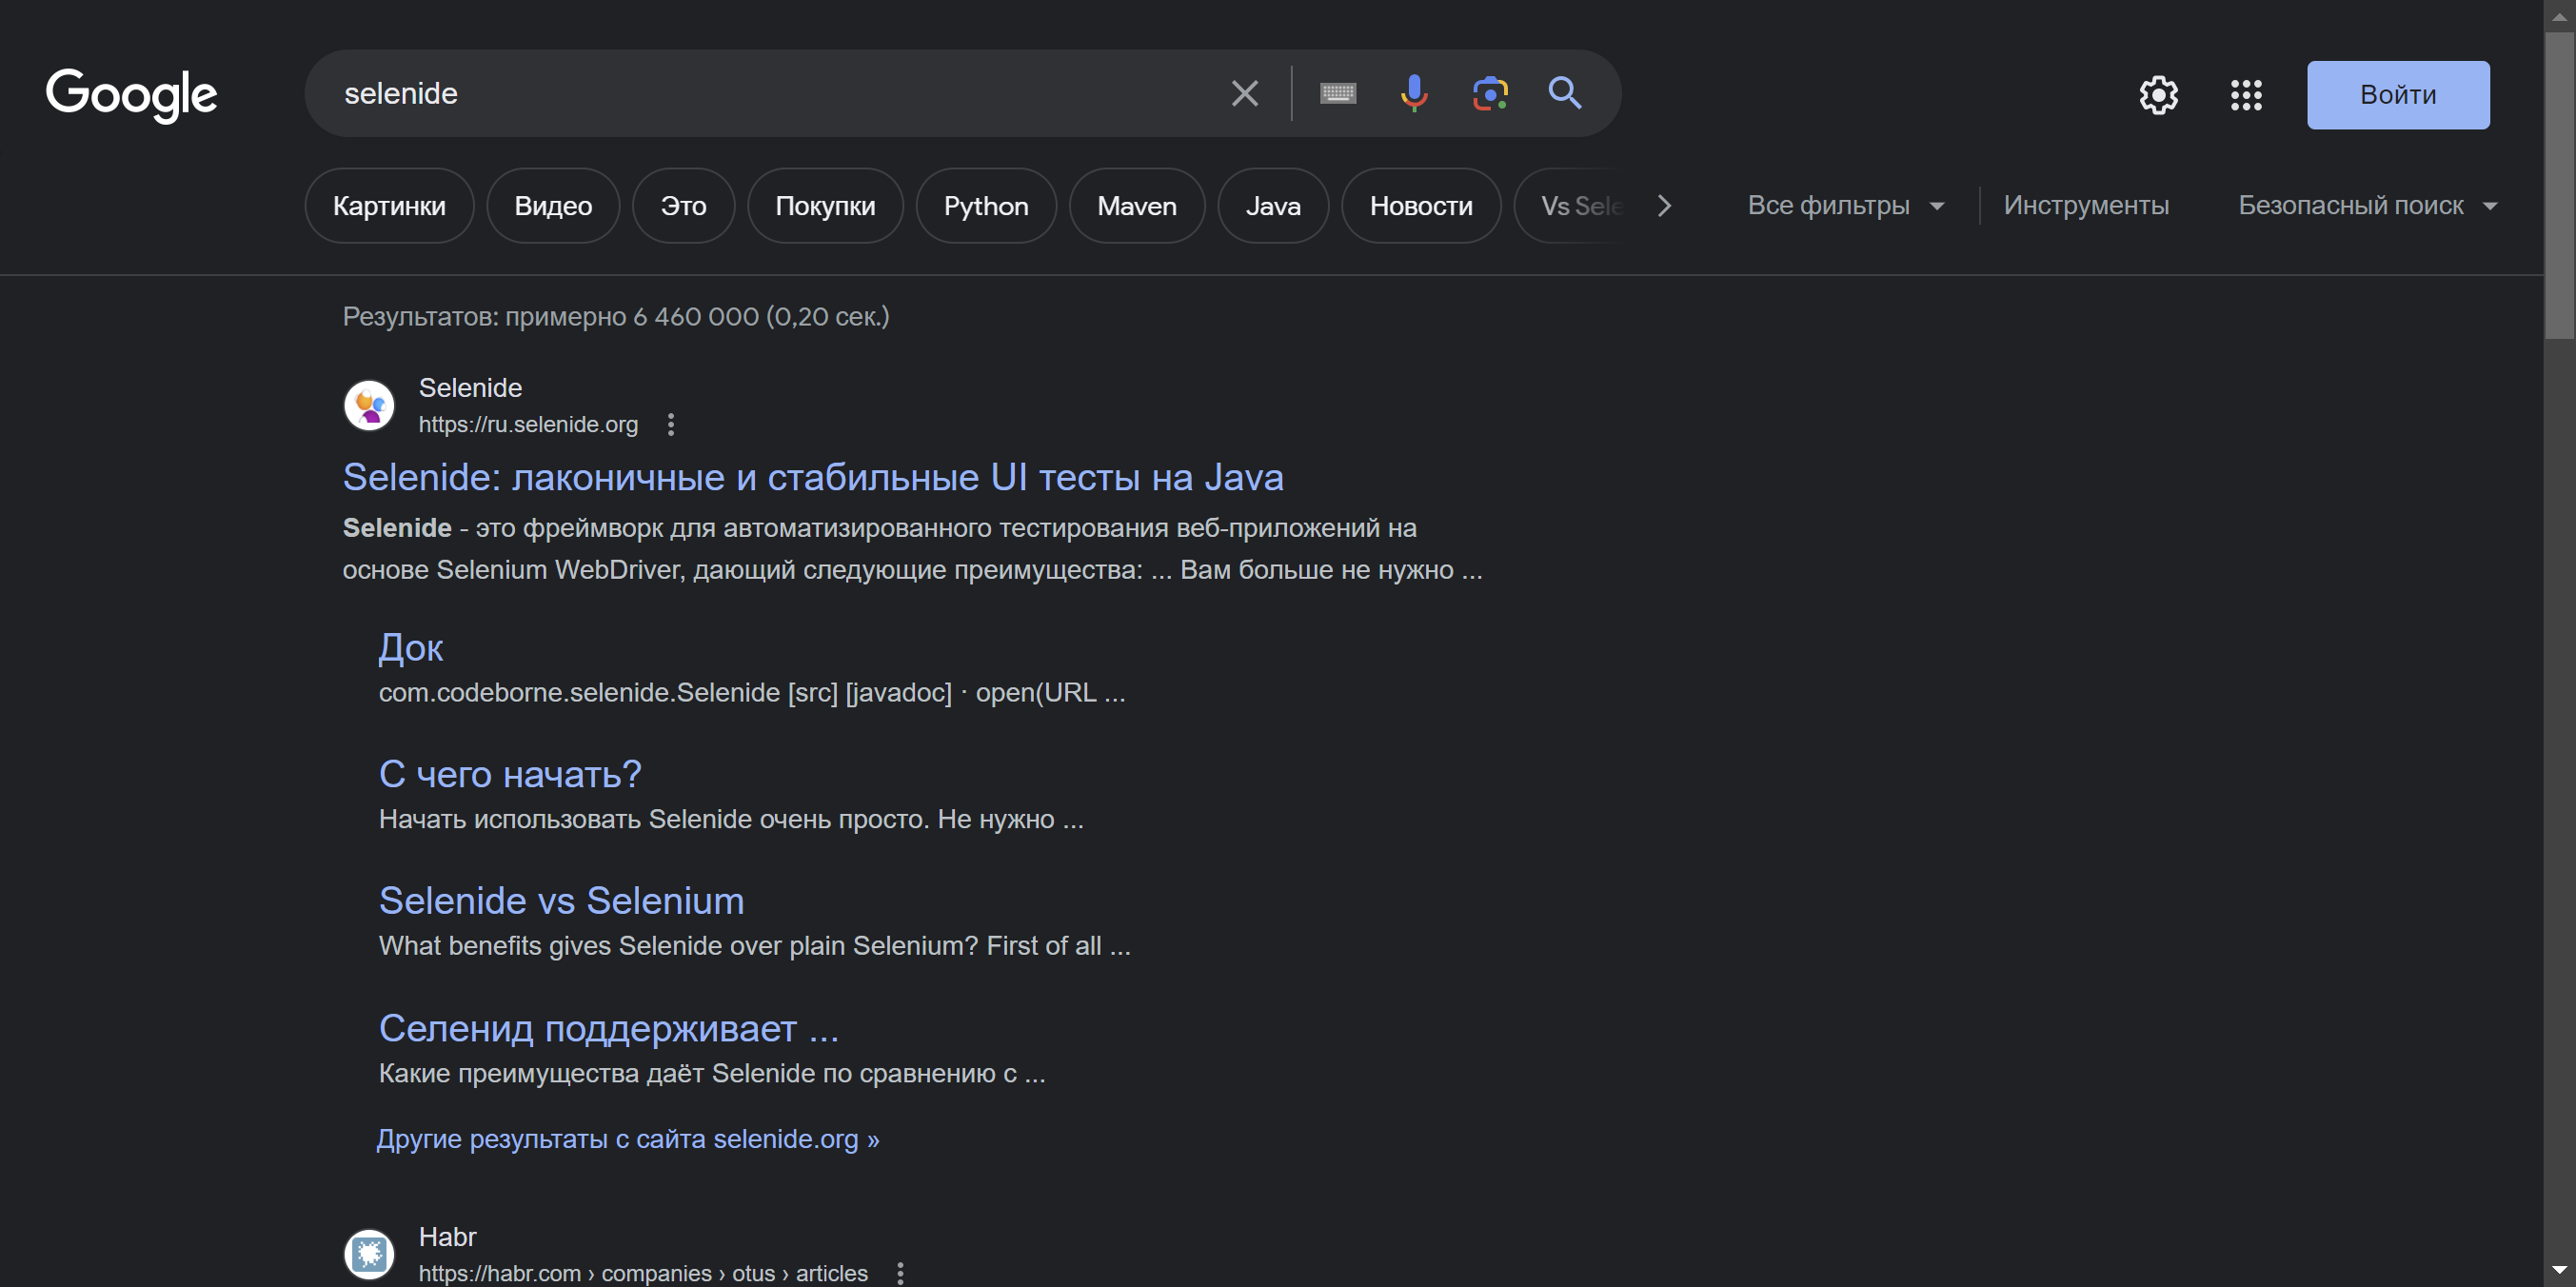 Google
selenide
Войти
Картинки
Видео
Это
Покупки
Python
Maven
Java
Новости
Vs Sele
Все фильтры
Инструменты
Безопасный поиск
Результатов: примерно 6 460 000 (0,20 сек.)
Selenide
https://ru.selenide.org
Selenide: лаконичные и стабильные UI тесты на Java
Selenide - это фреймворк для автоматизированного тестирования веб-приложений на
основе Selenium WebDriver, дающий следующие преимущества: ... Вам больше не нужно ...
Док
com.codeborne.selenide.Selenide [src] [javadoc] · open(URL ...
С чего начать?
Начать использовать Selenide очень просто. Не нужно ...
Selenide vs Selenium
What benefits gives Selenide over plain Selenium? First of all ...
Селенид поддерживает ...
Какие преимущества даёт Selenide по сравнению с ...
Другие результаты с сайта selenide.org »
Habr
https://habr.com › companies › otus › articles